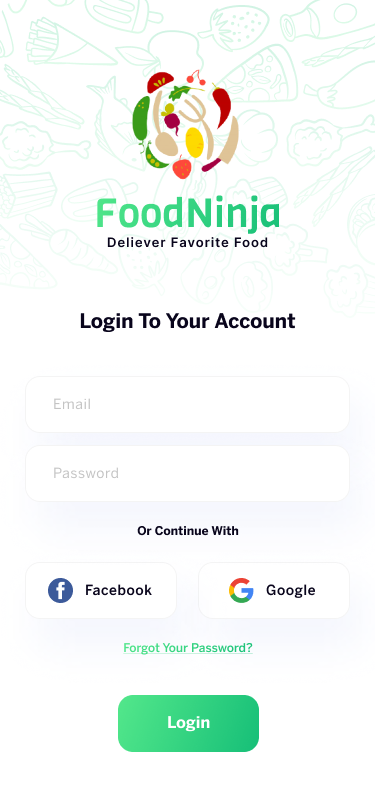 FoodNinja
Deliever Favorite Food
Login To Your Account
Email
Password
Or Continue With
Facebook
Google
Forgot Your Password?
Login